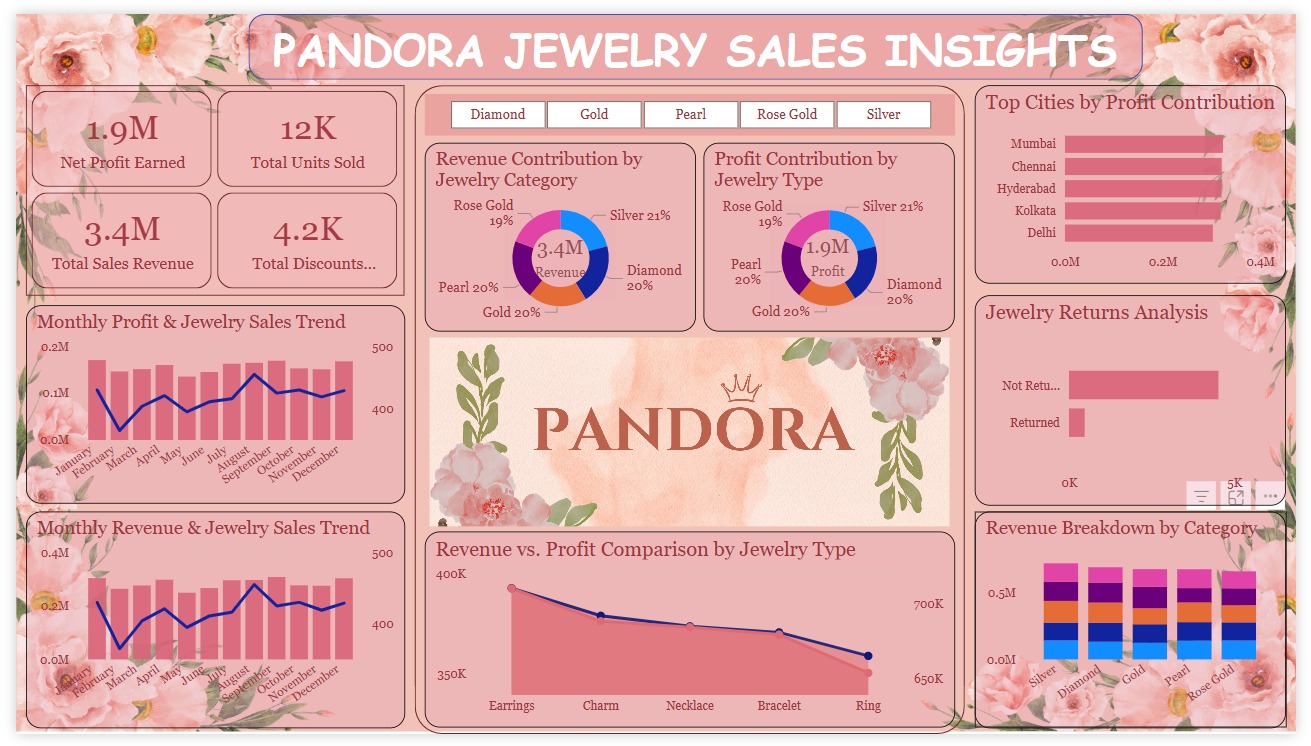 PANDORA JEWELRY SALES INSIGHTS
1.9M
Net Profit Earned
12K
Total Units Sold
3.4M
Total Sales Revenue
4.2K
Total Discounts...
Monthly Profit & Jewelry Sales Trend
0.2M
0.1M
0.0M
500
400
January
February
March
April
May
June
July
August
September
October
November
December
Monthly Revenue & Jewelry Sales Trend
0.4M
0.2M
0.0M
500
400
January
February
March
April
May
June
July
August
September
October
November
December
Diamond
Gold
Pearl
Rose Gold
Silver
Revenue Contribution by
Jewelry Category
Rose Gold
19%
Silver 21%
3.4M
Revenue
Diamond
20%
Pearl 20%
Gold 20%
Profit Contribution by
Jewelry Type
Rose Gold
19%
Silver 21%
1.9M
Profit
Pearl
20%
Diamond
20%
Gold 20%
PANDORA
Revenue vs. Profit Comparison by Jewelry Type
400K
350K
700K
650K
Earrings
Charm
Necklace
Bracelet
Ring
Top Cities by Profit Contribution
Mumbai
Chennai
Hyderabad
Kolkata
Delhi
0.0M
0.2M
0.4M
Jewelry Returns Analysis
Not Retu...
Returned
0K
5K
Revenue Breakdown by Category
0.5M
0.0M
Silver
Diamond
Gold
Pearl
Rose Gold